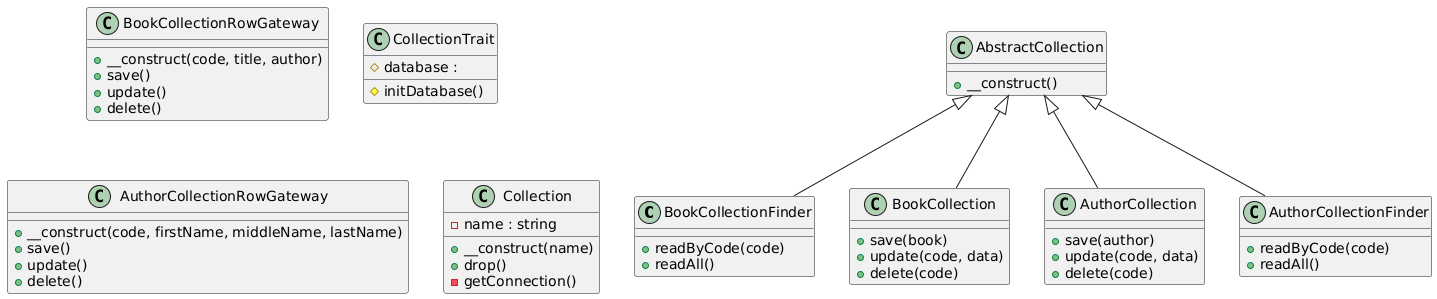 C BookCollectionRowGateway
__construct(code, title, author)
save()
update()
delete()
C CollectionTrait
database :
initDatabase()
C AbstractCollection
__construct()
C AuthorCollectionRowGateway
__construct(code, firstName, middleName, lastName)
save()
update()
delete()
C Collection
name : string
__construct(name)
drop()
getConnection()
C BookCollectionFinder
readByCode(code)
readAll()
C BookCollection
save(book)
update(code, data)
delete(code)
C AuthorCollection
save(author)
update(code, data)
delete(code)
C AuthorCollectionFinder
readByCode(code)
readAll()